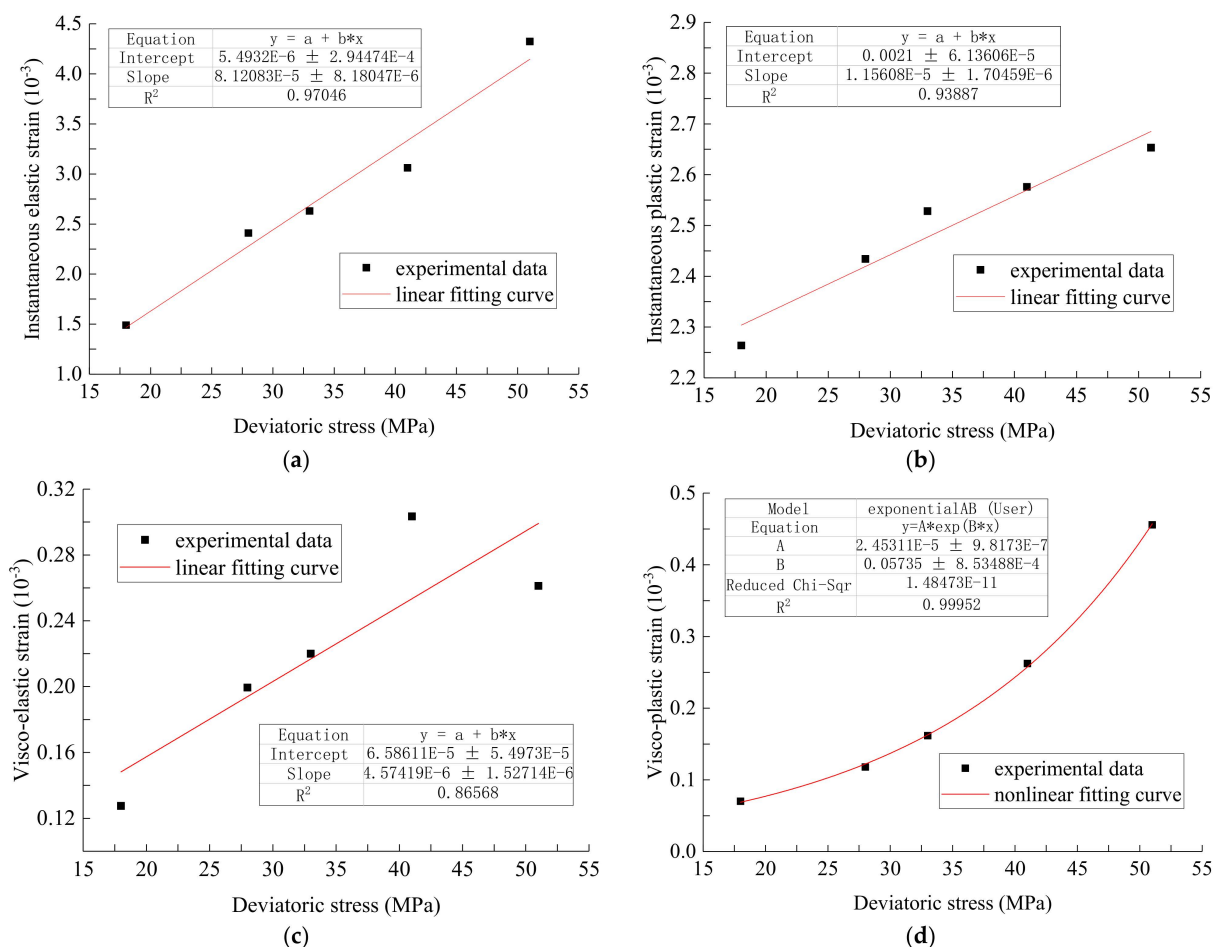 4.5
4.0
3.5
3.0
2.5
2.0
1.5
1.0
Instantaneous elastic strain (10-3)
Equation y = a + b*x
Intercept 5.4932E-6 ± 2.94474E-4
Slope 8.12083E-5 ± 8.18047E-6
R2 0.97046
experimental data
linear fitting curve
15 20 25 30 35 40 45 50 55
Deviatoric stress (MPa)
(a)
2.9
2.8
2.7
2.6
2.5
2.4
2.3
2.2
Instantaneous plastic strain (10-3)
Equation y = a + b*x
Intercept 0.0021 ± 6.13606E-5
Slope 1.15608E-5 ± 1.70459E-6
R2 0.93887
experimental data
linear fitting curve
15 20 25 30 35 40 45 50 55
Deviatoric stress (MPa)
(b)
0.32
0.28
0.24
0.20
0.16
0.12
Visco-elastic strain (10-3)
experimental data
linear fitting curve
Equation y = a + b*x
Intercept 6.58611E-5 ± 5.4973E-5
Slope 4.57419E-6 ± 1.52714E-6
R2 0.86568
15 20 25 30 35 40 45 50 55
Deviatoric stress (MPa)
(c)
0.5
0.4
0.3
0.2
0.1
0.0
Visco-plastic strain (10-3)
Model exponentialAB (User)
Equation y=A*exp(B*x)
A 2.45311E-5 ± 9.8173E-7
B 0.05735 ± 8.53488E-4
Reduced Chi-Sqr 1.48473E-11
R2 0.99952
experimental data
nonlinear fitting curve
15 20 25 30 35 40 45 50 55
Deviatoric stress (MPa)
(d)